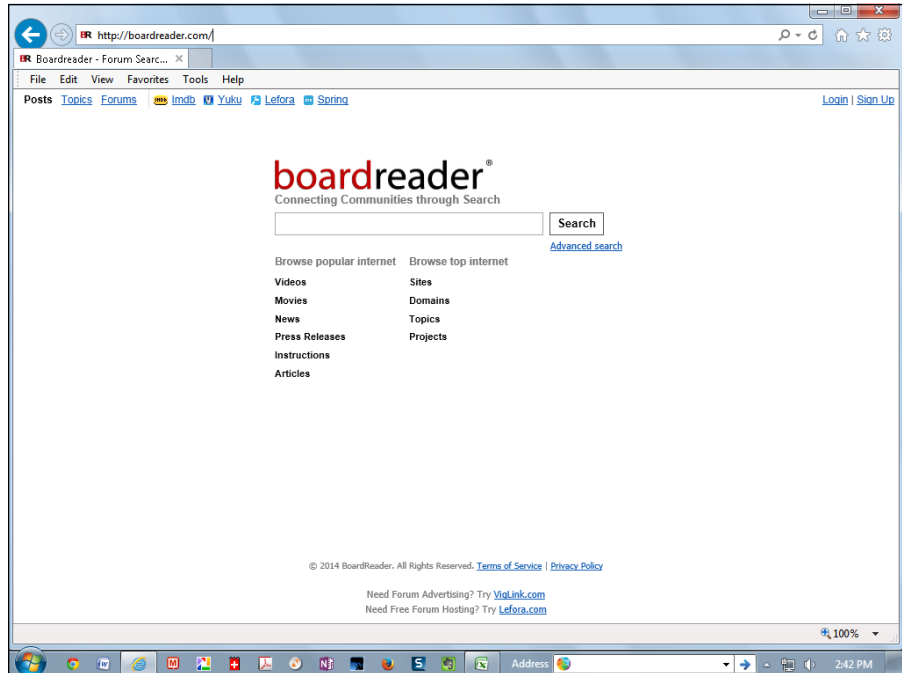 http://boardreader.com/
BR Boardreader - Forum Searc...
File Edit View Favorites Tools Help
Posts Topics Forums Imdb Yuku Lefora Spring Login | Sign Up
boardreader®
Connecting Communities through Search
Search
Advanced search
Browse popular internet Browse top internet
Videos Sites
Movies Domains
News Topics
Press Releases Projects
Instructions
Articles
© 2014 BoardReader. All Rights Reserved. Terms of Service | Privacy Policy
Need Forum Advertising? Try VigLink.com
Need Free Forum Hosting? Try Lefora.com
100%
Address 2:42 PM